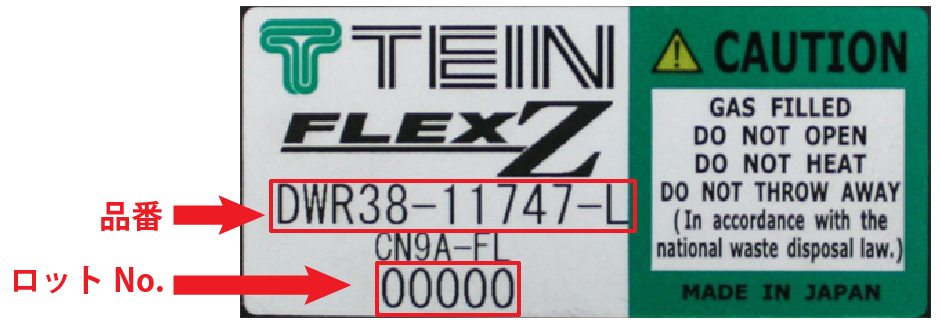 TEIN
FLEX Z
品番
DWR38-11747-L
CN9A-FL
ロット No.
00000
CAUTION
GAS FILLED
DO NOT OPEN
DO NOT HEAT
DO NOT THROW AWAY
(In accordance with the
national waste disposal law.)
MADE IN JAPAN